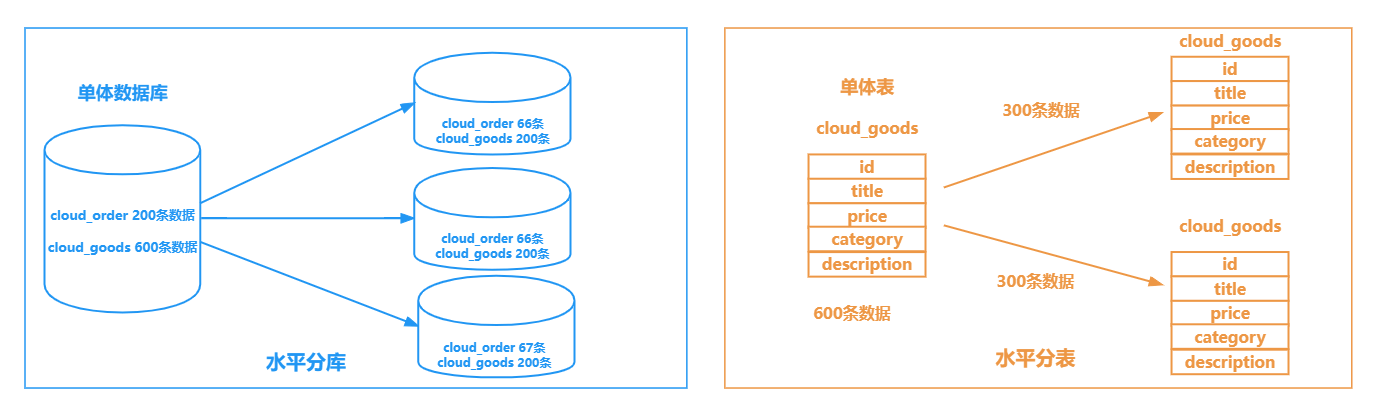 单体数据库
cloud_order 200条数据
cloud_goods 600条数据
cloud_order 66条
cloud_goods 200条
cloud_order 66条
cloud_goods 200条
cloud_order 67条
cloud_goods 200条
水平分库
单体表
cloud_goods
id
title
price
category
description
600条数据
300条数据
300条数据
cloud_goods
id
title
price
category
description
cloud_goods
id
title
price
category
description
水平分表